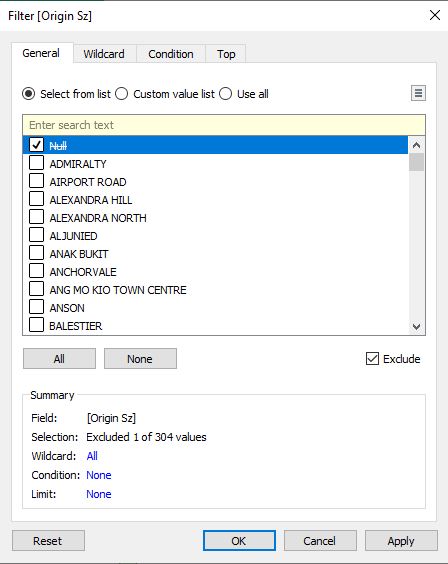 Filter [Origin Sz]
General Wildcard Condition Top
Select from list Custom value list Use all
Enter search text
Null
ADMIRALTY
AIRPORT ROAD
ALEXANDRA HILL
ALEXANDRA NORTH
ALJUNIED
ANAK BUKIT
ANCHORVALE
ANG MO KIO TOWN CENTRE
ANSON
BALESTIER
All None Exclude
Summary
Field: [Origin Sz]
Selection: Excluded 1 of 304 values
Wildcard: All
Condition: None
Limit: None
Reset OK Cancel Apply